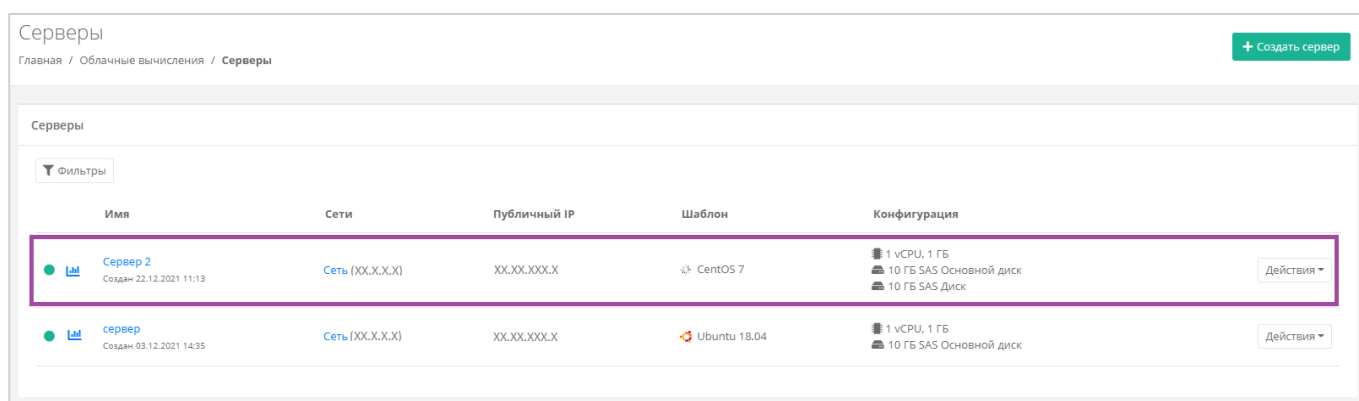 Серверы
Главная / Облачные вычисления / Серверы
+ Создать сервер
Серверы
Фильтры
Имя Сети Публичный IP Шаблон Конфигурация
Сервер 2
Создан 22.12.2021 11:13
Сеть (XX.X.X.X)
XX.XX.XXX.X
CentOS 7
1 vCPU, 1 ГБ
10 ГБ SAS Основной диск
10 ГБ SAS Диск
Действия
сервер
Создан 03.12.2021 14:35
Сеть (XX.X.X.X)
XX.XX.XXX.X
Ubuntu 18.04
1 vCPU, 1 ГБ
10 ГБ SAS Основной диск
Действия